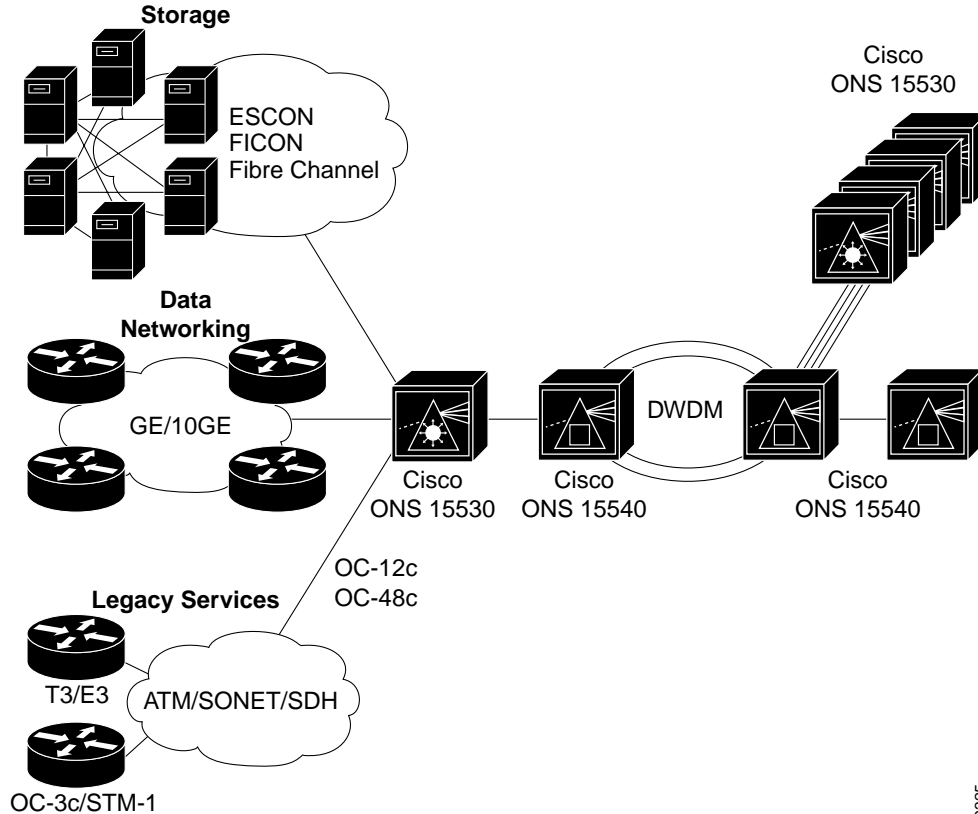 Storage
Cisco
ONS 15530
ESCON
FICON
Fibre Channel
Data
Networking
GE/10GE
DWDM
Cisco
ONS 15530
Cisco
ONS 15540
Cisco
ONS 15540
OC-12c
OC-48c
Legacy Services
T3/E3
ATM/SONET/SDH
OC-3c/STM-1